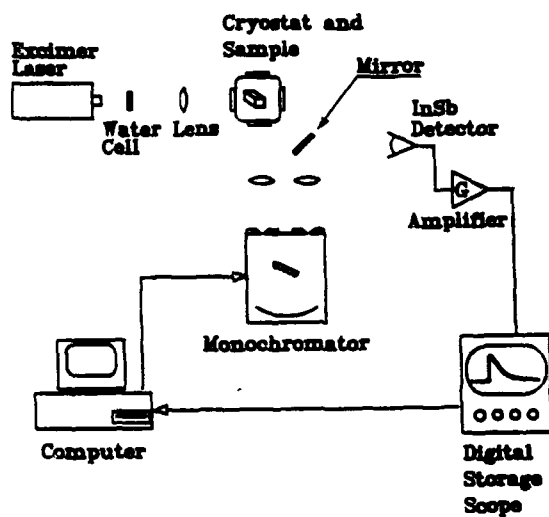 Cryostat and
Sample
Excimer
Laser
Mirror
InSb
Detector
Water
Cell
Lens
G
Amplifier
Monochromator
Computer
Digital
Storage
Scope